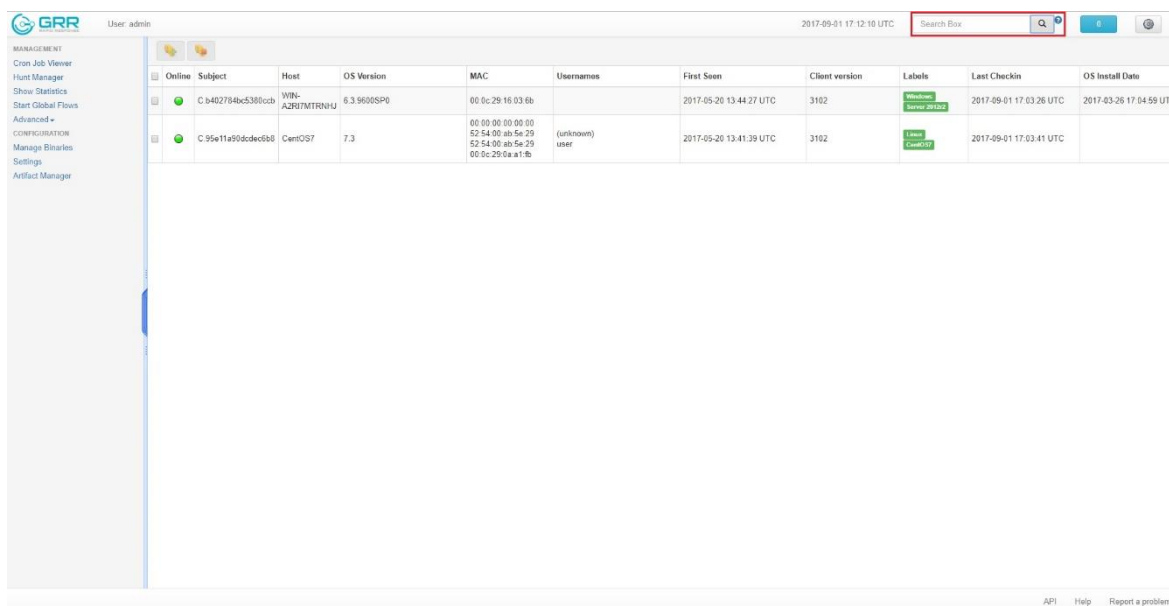 GRR
User: admin
2017-09-01 17:12:10 UTC
Search Box
0
MANAGEMENT
Cron Job Viewer
Hunt Manager
Show Statistics
Start Global Flows
Advanced
CONFIGURATION
Manage Binaries
Settings
Artifact Manager
Online Subject Host OS Version MAC Usernames First Seen Client version Labels Last Checkin OS Install Date
C.b402784bc5380ccb WIN-A2RI7MTRNHJ 6.3.9600SP0 00:0c:29:16:03:6b 2017-05-20 13:44:27 UTC 3102 Windows Server 2012r2 2017-09-01 17:03:26 UTC 2017-03-26 17:04:59 UT
00:00:00:00:00:00
C.95e11a90dcdec6b8 CentOS7 7.3 52:54:00:ab:5e:29 (unknown) user 2017-05-20 13:41:39 UTC 3102 Linux CentOS7 2017-09-01 17:03:41 UTC
52:54:00:ab:5e:29
00:0c:29:0a:a1:fb
API Help Report a problem